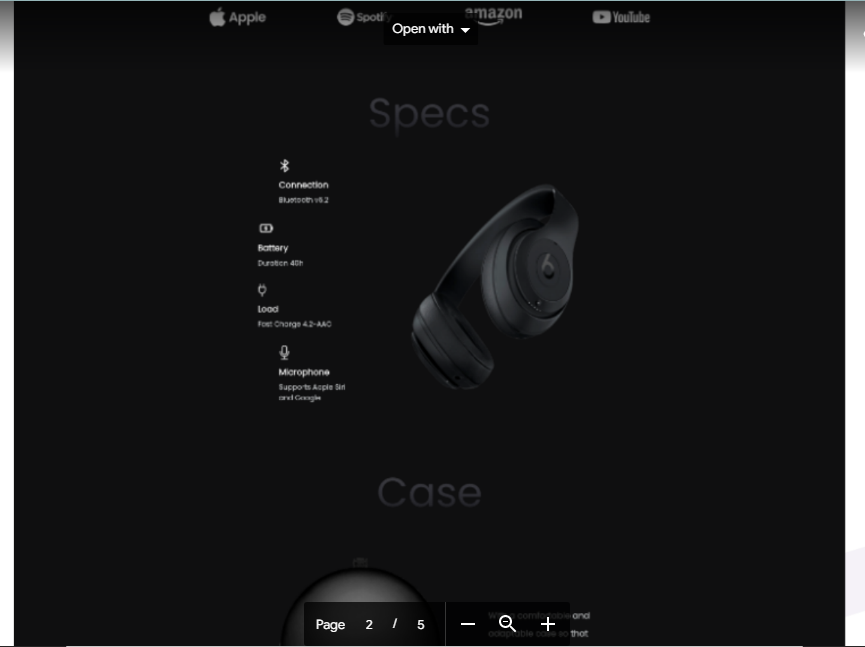 Apple
Spotify
amazon
YouTube
Open with
Specs
Connection
Bluetooth v5.2
Battery
Duration 40h
Load
Fast Charge 4.2-AAC
Microphone
Supports Apple Siri
and Google
Case
With a comfortable and
adaptable case so that
Page 2 / 5